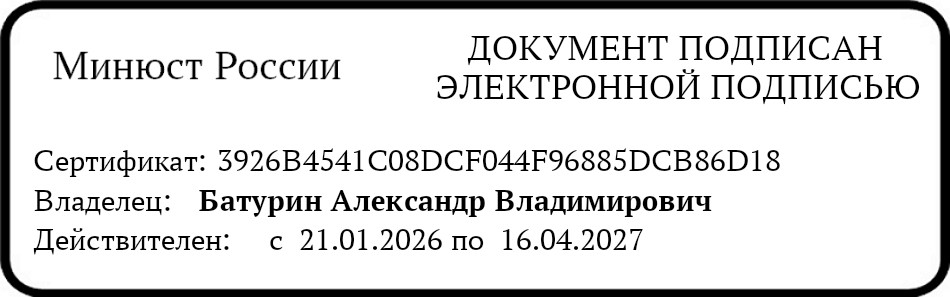 Минюст России
ДОКУМЕНТ ПОДПИСАН
ЭЛЕКТРОННОЙ ПОДПИСЬЮ
Сертификат: 3926B4541C08DCF044F96885DCB86D18
Владелец: Батурин Александр Владимирович
Действителен: с 21.01.2026 по 16.04.2027